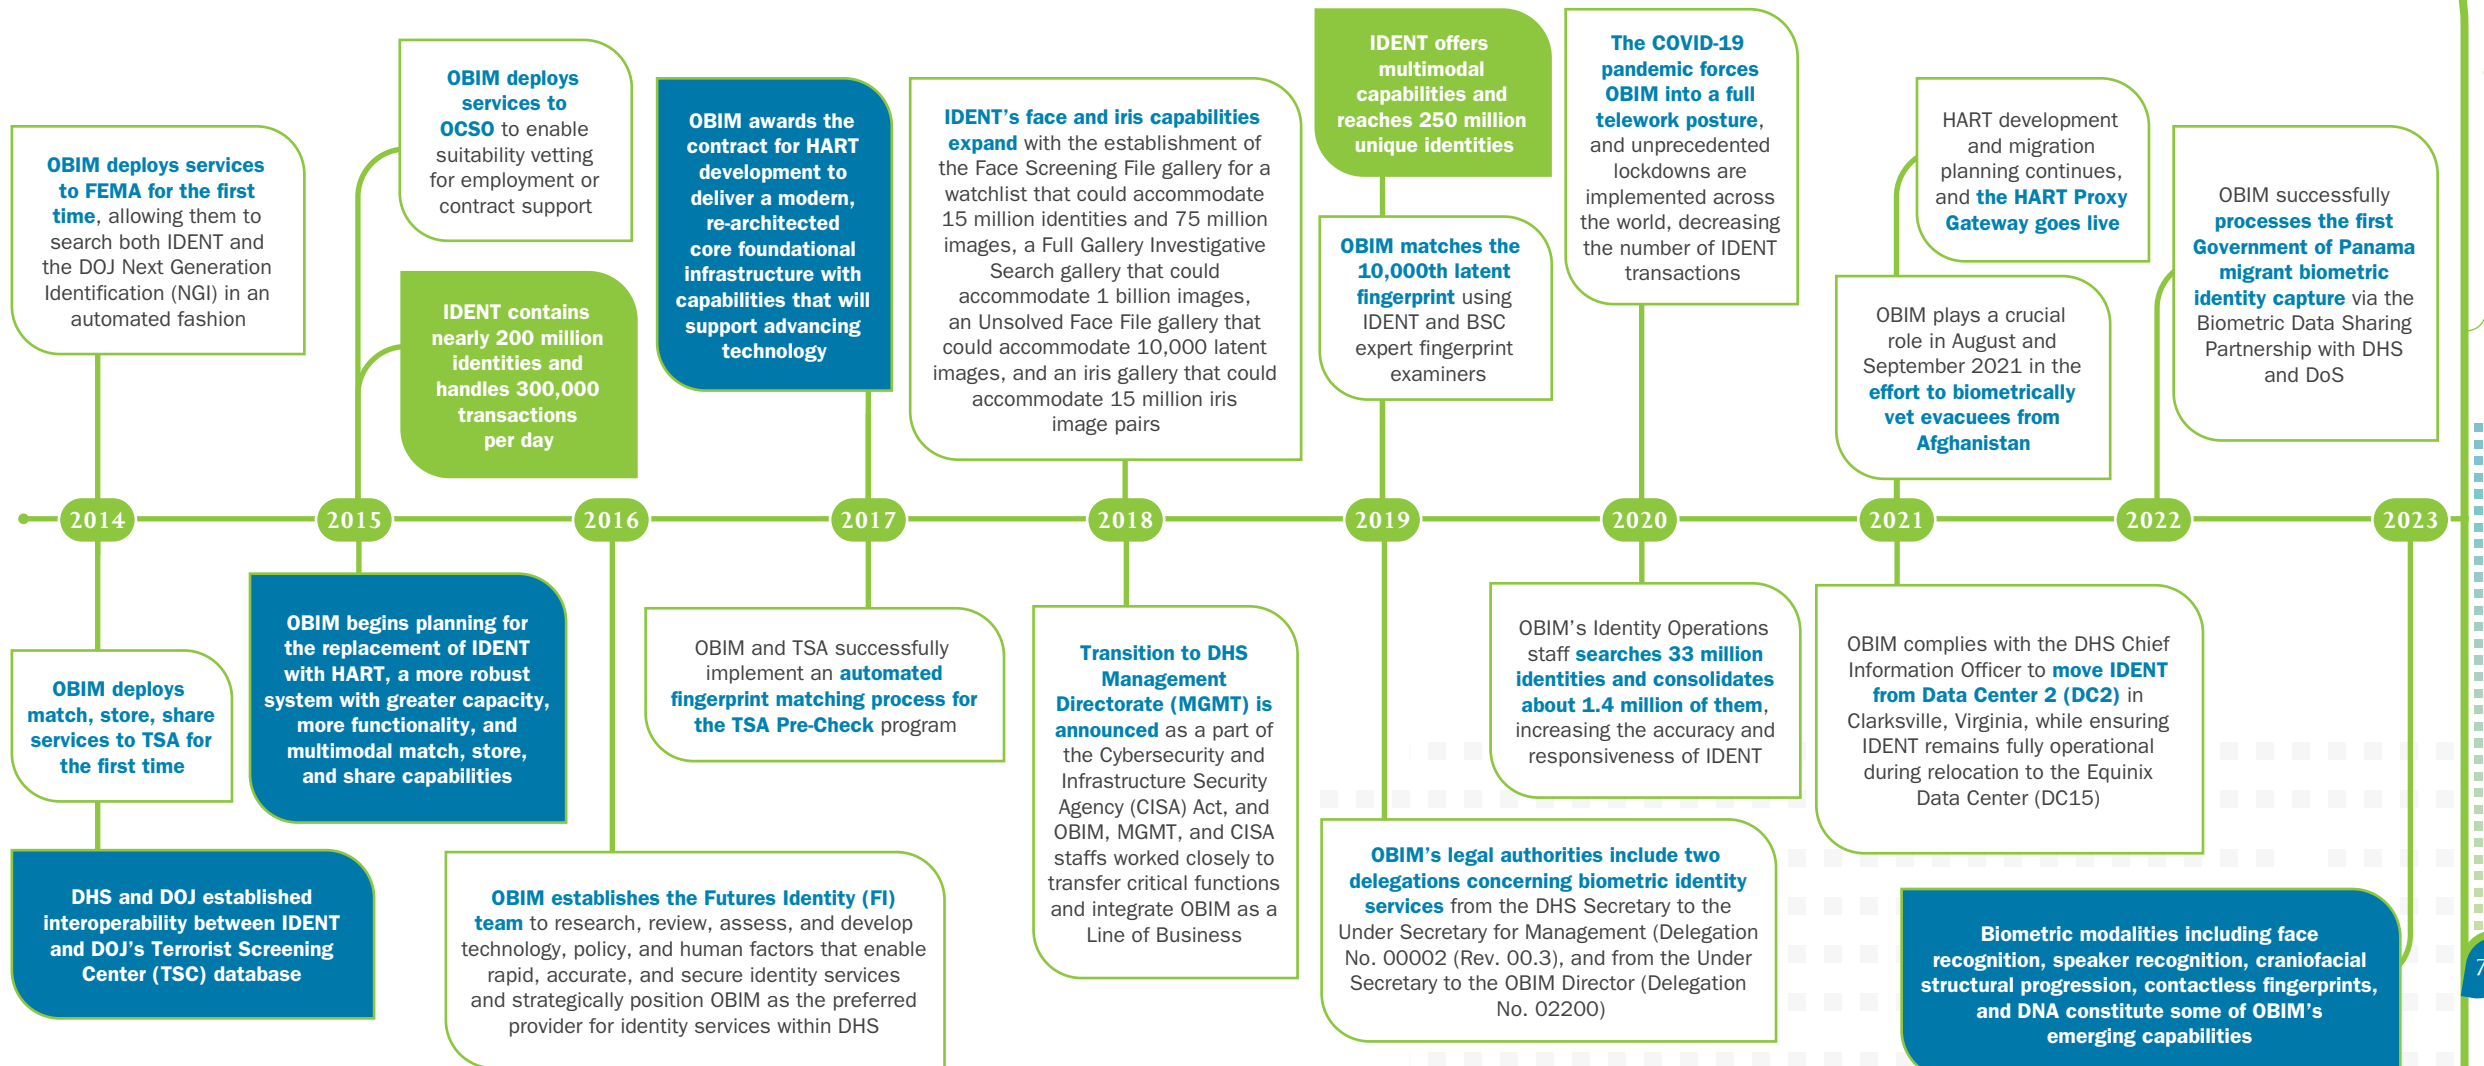 OBIM deploys services
to FEMA for the first
time, allowing them to
search both IDENT and
the DOJ Next Generation
Identification (NGI) in an
automated fashion
OBIM deploys
services to
OCSO to enable
suitability vetting
for employment or
contract support
IDENT contains
nearly 200 million
identities and
handles 300,000
transactions
per day
OBIM awards the
contract for HART
development to
deliver a modern,
re-architected
core foundational
infrastructure with
capabilities that will
support advancing
technology
IDENT's face and iris capabilities
expand with the establishment of
the Face Screening File gallery for a
watchlist that could accommodate
15 million identities and 75 million
images, a Full Gallery Investigative
Search gallery that could
accommodate 1 billion images,
an Unsolved Face File gallery that
could accommodate 10,000 latent
images, and an iris gallery that could
accommodate 15 million iris
image pairs
IDENT offers
multimodal
capabilities and
reaches 250 million
unique identities
OBIM matches the
10,000th latent
fingerprint using
IDENT and BSC
expert fingerprint
examiners
The COVID-19
pandemic forces
OBIM into a full
telework posture,
and unprecedented
lockdowns are
implemented across
the world, decreasing
the number of IDENT
transactions
HART development
and migration
planning continues,
and the HART Proxy
Gateway goes live
OBIM plays a crucial
role in August and
September 2021 in the
effort to biometrically
vet evacuees from
Afghanistan
OBIM successfully
processes the first
Government of Panama
migrant biometric
identity capture via the
Biometric Data Sharing
Partnership with DHS
and DoS
2014
2015
2016
2017
2018
2019
2020
2021
2022
2023
OBIM deploys
match, store, share
services to TSA for
the first time
DHS and DOJ established
interoperability between IDENT
and DOJ's Terrorist Screening
Center (TSC) database
OBIM begins planning for
the replacement of IDENT
with HART, a more robust
system with greater capacity,
more functionality, and
multimodal match, store,
and share capabilities
OBIM establishes the Futures Identity (FI)
team to research, review, assess, and develop
technology, policy, and human factors that enable
rapid, accurate, and secure identity services
and strategically position OBIM as the preferred
provider for identity services within DHS
OBIM and TSA successfully
implement an automated
fingerprint matching process for
the TSA Pre-Check program
Transition to DHS
Management
Directorate (MGMT) is
announced as a part of
the Cybersecurity and
Infrastructure Security
Agency (CISA) Act, and
OBIM, MGMT, and CISA
staffs worked closely to
transfer critical functions
and integrate OBIM as a
Line of Business
OBIM's legal authorities include two
delegations concerning biometric identity
services from the DHS Secretary to the
Under Secretary for Management (Delegation
No. 00002 (Rev. 00.3), and from the Under
Secretary to the OBIM Director (Delegation
No. 02200)
OBIM's Identity Operations
staff searches 33 million
identities and consolidates
about 1.4 million of them,
increasing the accuracy and
responsiveness of IDENT
OBIM complies with the DHS Chief
Information Officer to move IDENT
from Data Center 2 (DC2) in
Clarksville, Virginia, while ensuring
IDENT remains fully operational
during relocation to the Equinix
Data Center (DC15)
Biometric modalities including face
recognition, speaker recognition, craniofacial
structural progression, contactless fingerprints,
and DNA constitute some of OBIM's
emerging capabilities
7